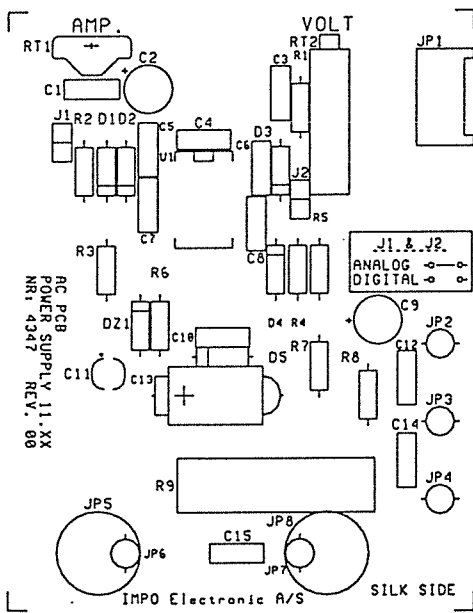 AMP.
VOLT
RT1
C2
RT2
R1
JP1
C3
C1
J1
R2 D1 D2
C5
C4
U1
C6
D3
J2
R5
C7
C8
R3
R6
J1 & J2
ANALOG
DIGITAL
AC PCB
POWER SUPPLY 11.XX
NR: 4347 REV. 00
DZ1
C10
D4 R4
C9
JP2
D5
R7
R8
C12
C11
C13
JP3
C14
R9
JP4
JP5
JP8
JP6
C15
JP7
IMPO Electronic A/S
SILK SIDE